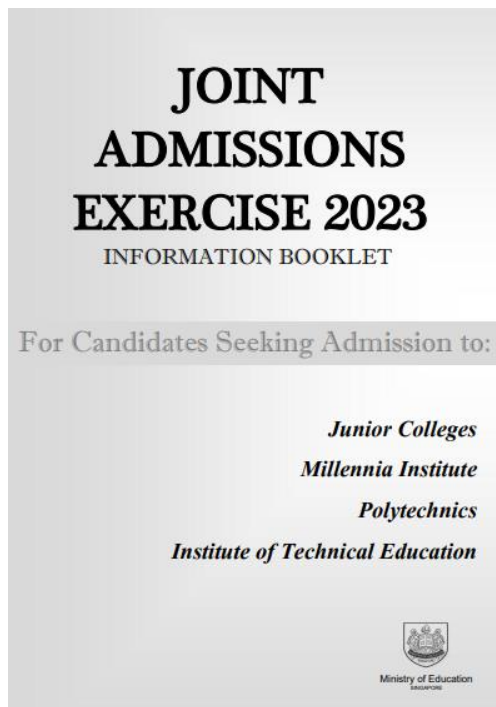 JOINT
ADMISSIONS
EXERCISE 2023
INFORMATION BOOKLET
For Candidates Seeking Admission to:
Junior Colleges
Millennia Institute
Polytechnics
Institute of Technical Education
Ministry of Education
SINGAPORE